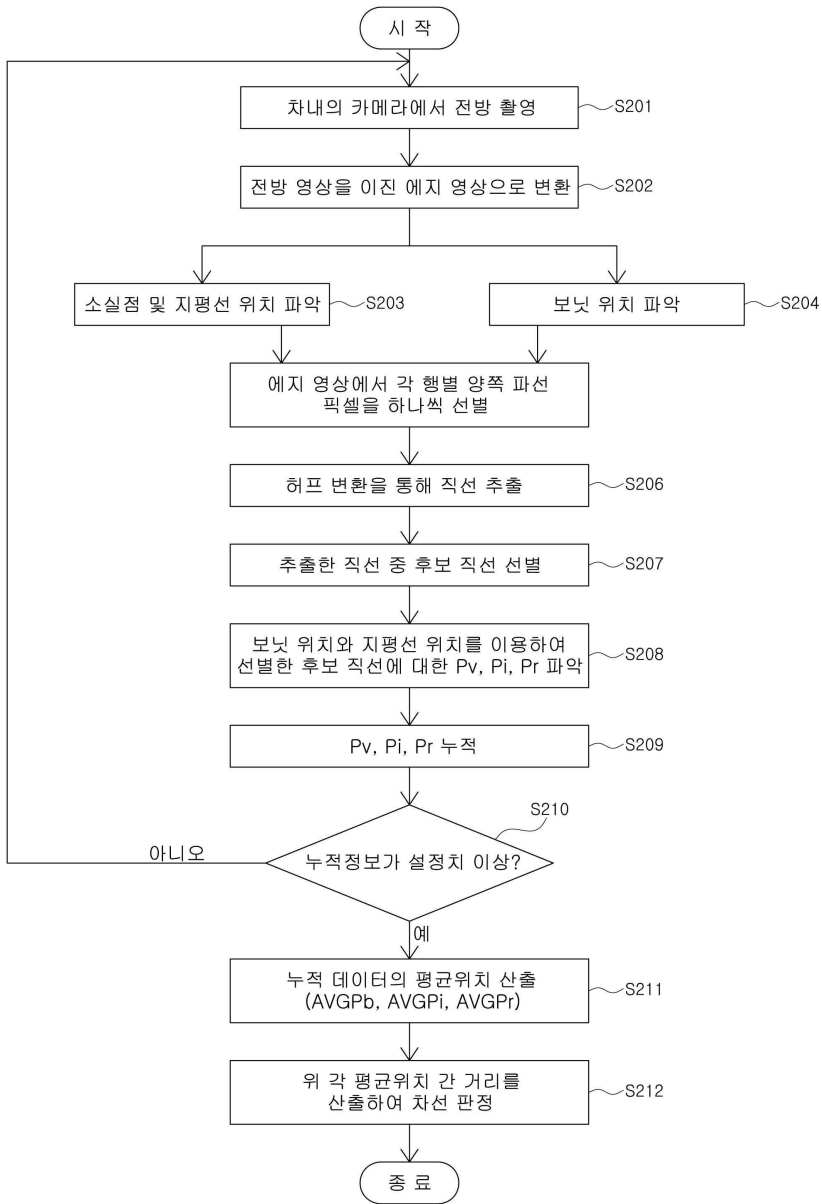 시 작
차내의 카메라에서 전방 촬영
S201
전방 영상을 이진 에지 영상으로 변환
S202
소실점 및 지평선 위치 파악
S203
보닛 위치 파악
S204
에지 영상에서 각 행별 양쪽 파선
픽셀을 하나씩 선별
허프 변환을 통해 직선 추출
S206
추출한 직선 중 후보 직선 선별
S207
보닛 위치와 지평선 위치를 이용하여
선별한 후보 직선에 대한 Pv, Pi, Pr 파악
S208
Pv, Pi, Pr 누적
S209
S210
아니오
누적정보가 설정치 이상?
예
누적 데이터의 평균위치 산출
(AVGPb, AVGPi, AVGPr)
S211
위 각 평균위치 간 거리를
산출하여 차선 판정
S212
종 료